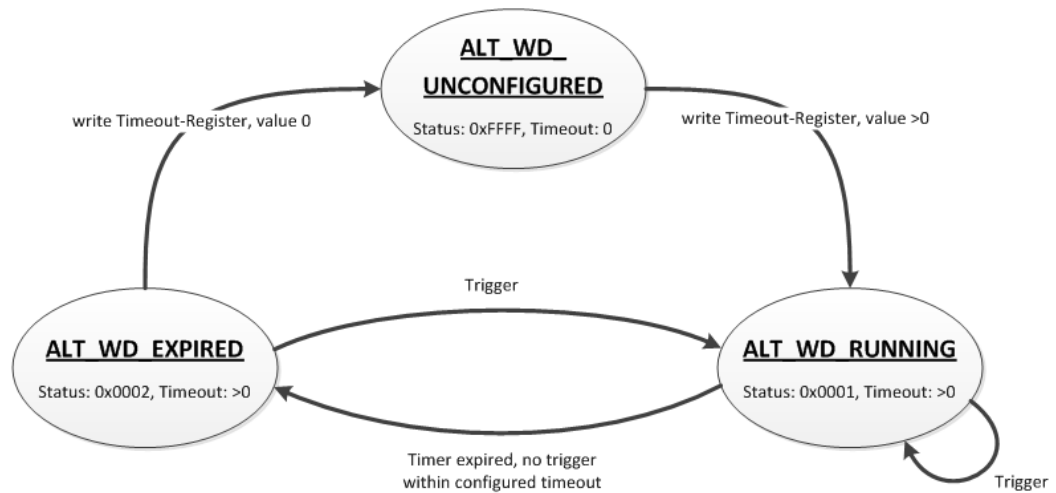 ALT_WD_
UNCONFIGURED
Status: 0xFFFF, Timeout: 0
write Timeout-Register, value 0
write Timeout-Register, value >0
Trigger
ALT_WD_EXPIRED
Status: 0x0002, Timeout: >0
ALT_WD_RUNNING
Status: 0x0001, Timeout: >0
Timer expired, no trigger
within configured timeout
Trigger